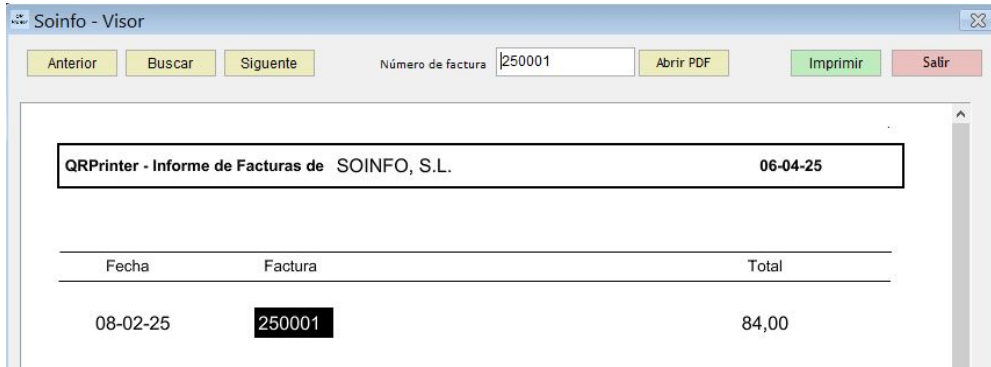 Soinfo - Visor
Anterior Buscar Siguente Número de factura 250001 Abrir PDF Imprimir Salir
QRPrinter - Informe de Facturas de SOINFO, S.L. 06-04-25
Fecha Factura Total
08-02-25 250001 84,00